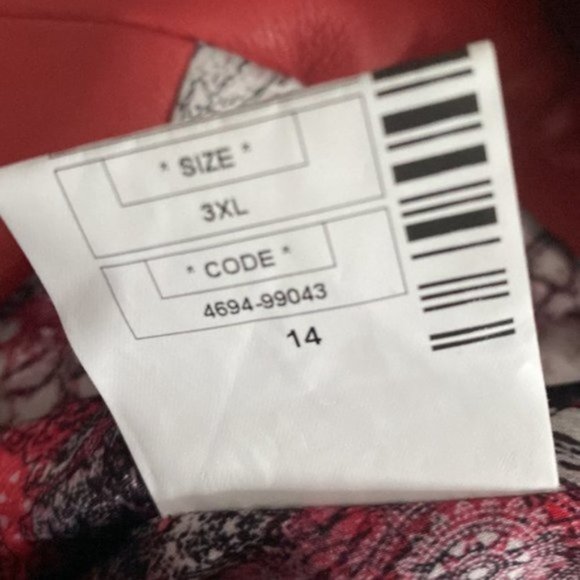 * SIZE *
3XL
* CODE *
4694-99043
14